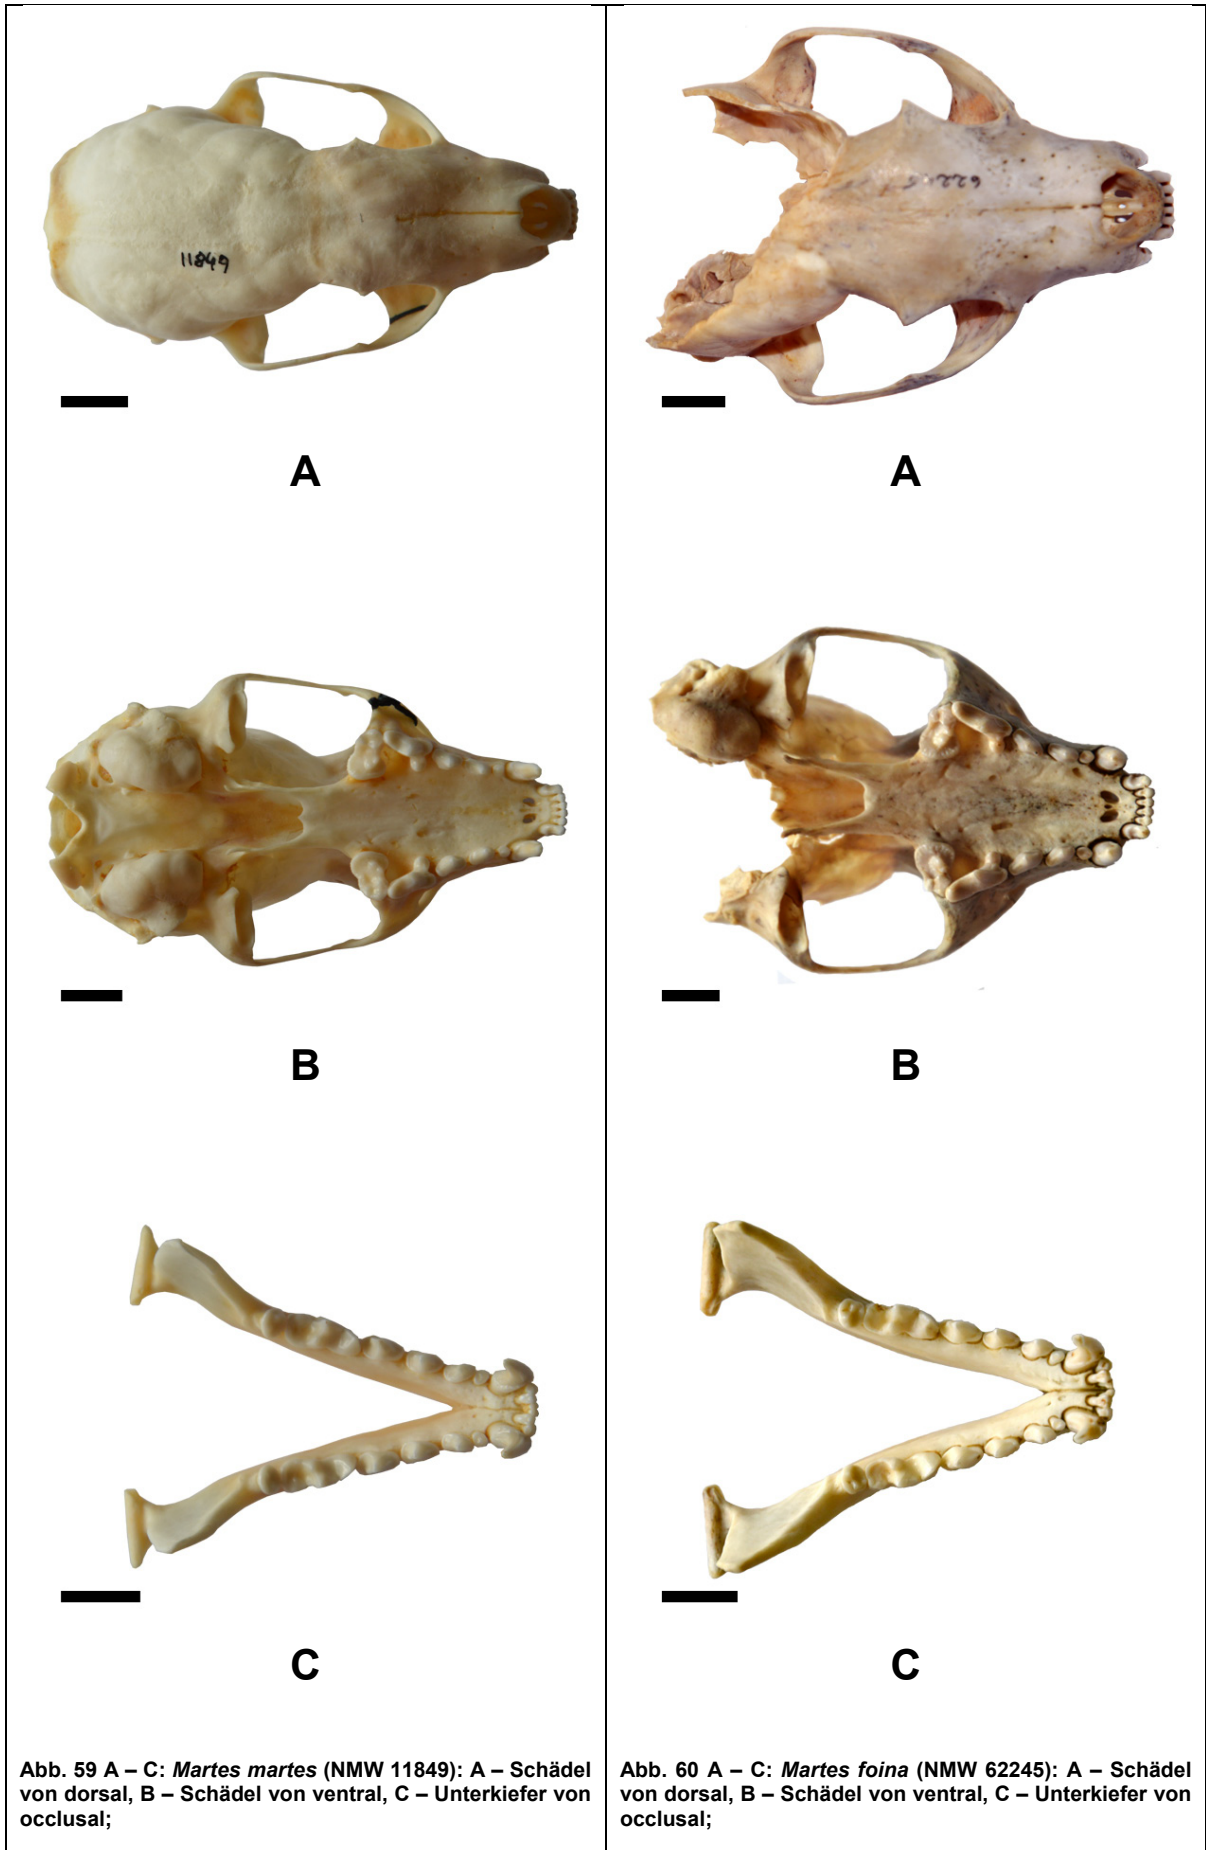 11849
A
B
C
Abb. 59 A – C: Martes martes (NMW 11849): A – Schädel
von dorsal, B – Schädel von ventral, C – Unterkiefer von
occlusal;
A
B
C
Abb. 60 A – C: Martes foina (NMW 62245): A – Schädel
von dorsal, B – Schädel von ventral, C – Unterkiefer von
occlusal;